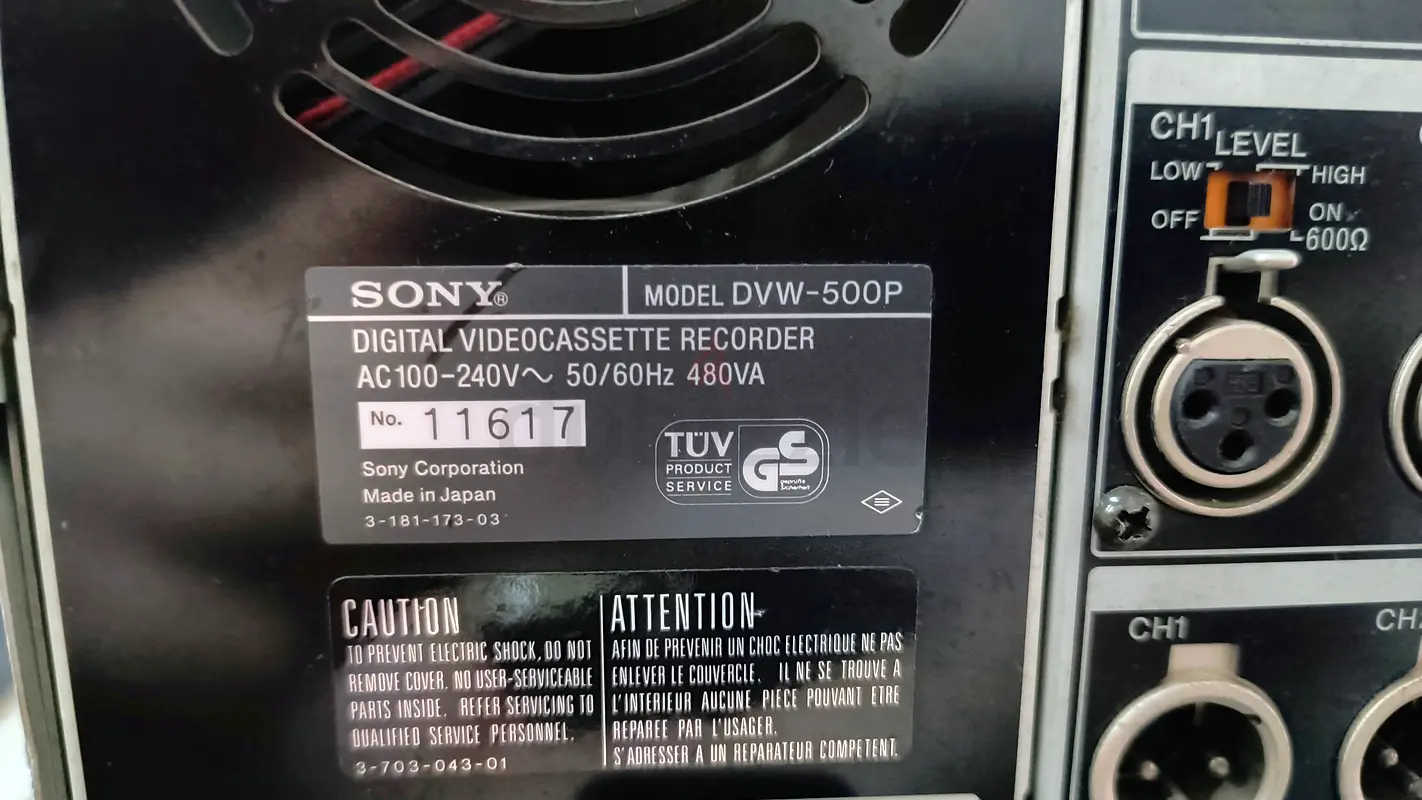 SONY®
MODEL DVW-500P
DIGITAL VIDEOCASSETTE RECORDER
AC100-240V～ 50/60Hz 480VA
No. 11617
Sony Corporation
Made in Japan
3-181-173-03
TÜV
PRODUCT
SERVICE
GS
geprüfte
Sicherheit
CAUTION
TO PREVENT ELECTRIC SHOCK, DO NOT
REMOVE COVER. NO USER-SERVICEABLE
PARTS INSIDE. REFER SERVICING TO
QUALIFIED SERVICE PERSONNEL.
3-703-043-01
ATTENTION
AFIN DE PREVENIR UN CHOC ELECTRIQUE NE PAS
ENLEVER LE COUVERCLE. IL NE SE TROUVE A
L'INTERIEUR AUCUNE PIECE POUVANT ETRE
REPAREE PAR L'USAGER.
S'ADRESSER A UN REPARATEUR COMPETENT.
CH1 LEVEL
LOW HIGH
OFF ON
600Ω
CH1